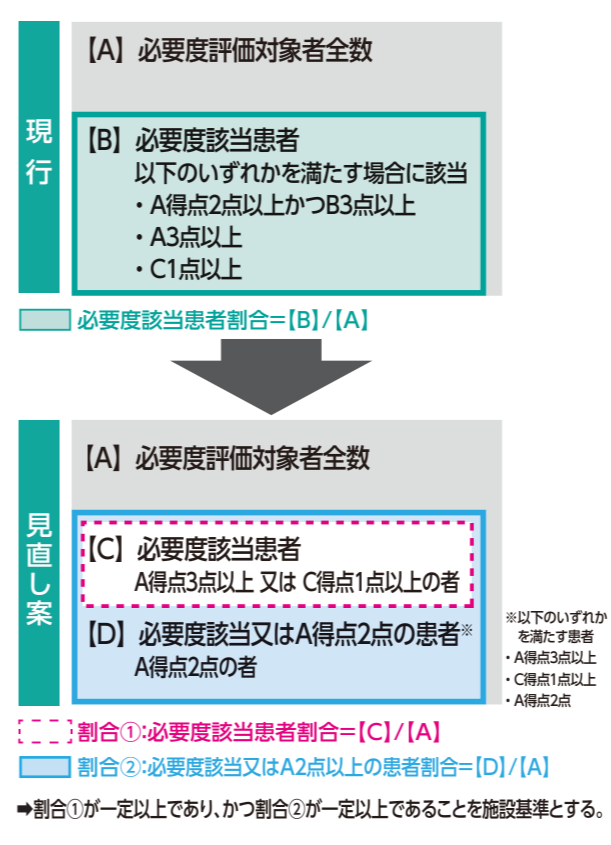 現行
【A】必要度評価対象者全数
【B】必要度該当患者
以下のいずれかを満たす場合に該当
・A得点2点以上かつB3点以上
・A3点以上
・C1点以上
必要度該当患者割合=【B】/【A】
見直し案
【A】必要度評価対象者全数
【C】必要度該当患者
A得点3点以上 又は C得点1点以上の者
【D】必要度該当又はA得点2点の患者※
A得点2点の者
※以下のいずれか
を満たす患者
・A得点3点以上
・C得点1点以上
・A得点2点
割合①:必要度該当患者割合=【C】/【A】
割合②:必要度該当又はA2点以上の患者割合=【D】/【A】
➡割合①が一定以上であり、かつ割合②が一定以上であることを施設基準とする。